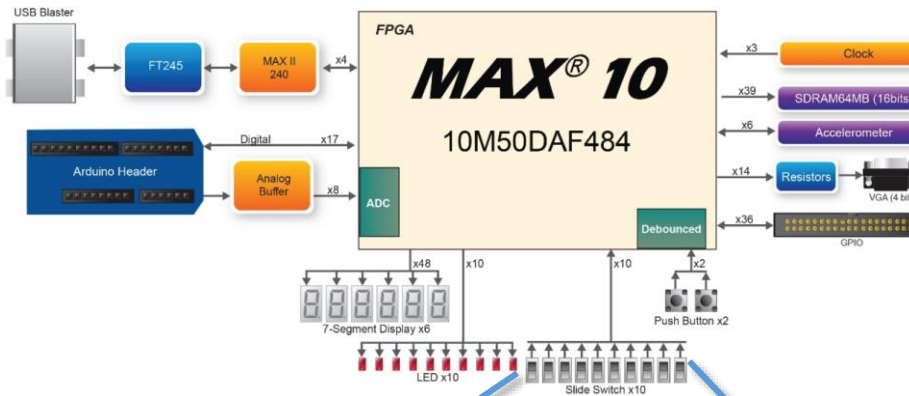 USB Blaster
FPGA
MAX® 10
10M50DAF484
FT245
MAX II
240
x4
x3
Clock
x39
SDRAM64MB (16bits
x6
Accelerometer
x14
Resistors
VGA (4 bit
x36
GPIO
Arduino Header
Digital
x17
Analog
Buffer
x8
ADC
Debounced
x48
x10
x10
x2
7-Segment Display x6
Push Button x2
LED x10
Slide Switch x10